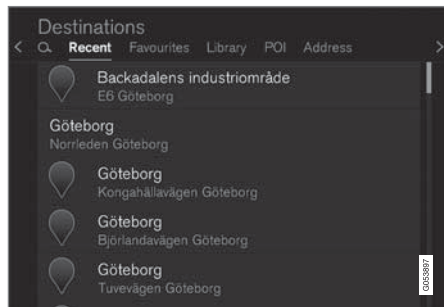 Destinations
Recent Favourites Library POI Address
Backadalens industriområde
E6 Göteborg
Göteborg
Norrleden Göteborg
Göteborg
Kongahällavägen Göteborg
Göteborg
Björlandavägen Göteborg
Göteborg
Tuvevägen Göteborg
G053897